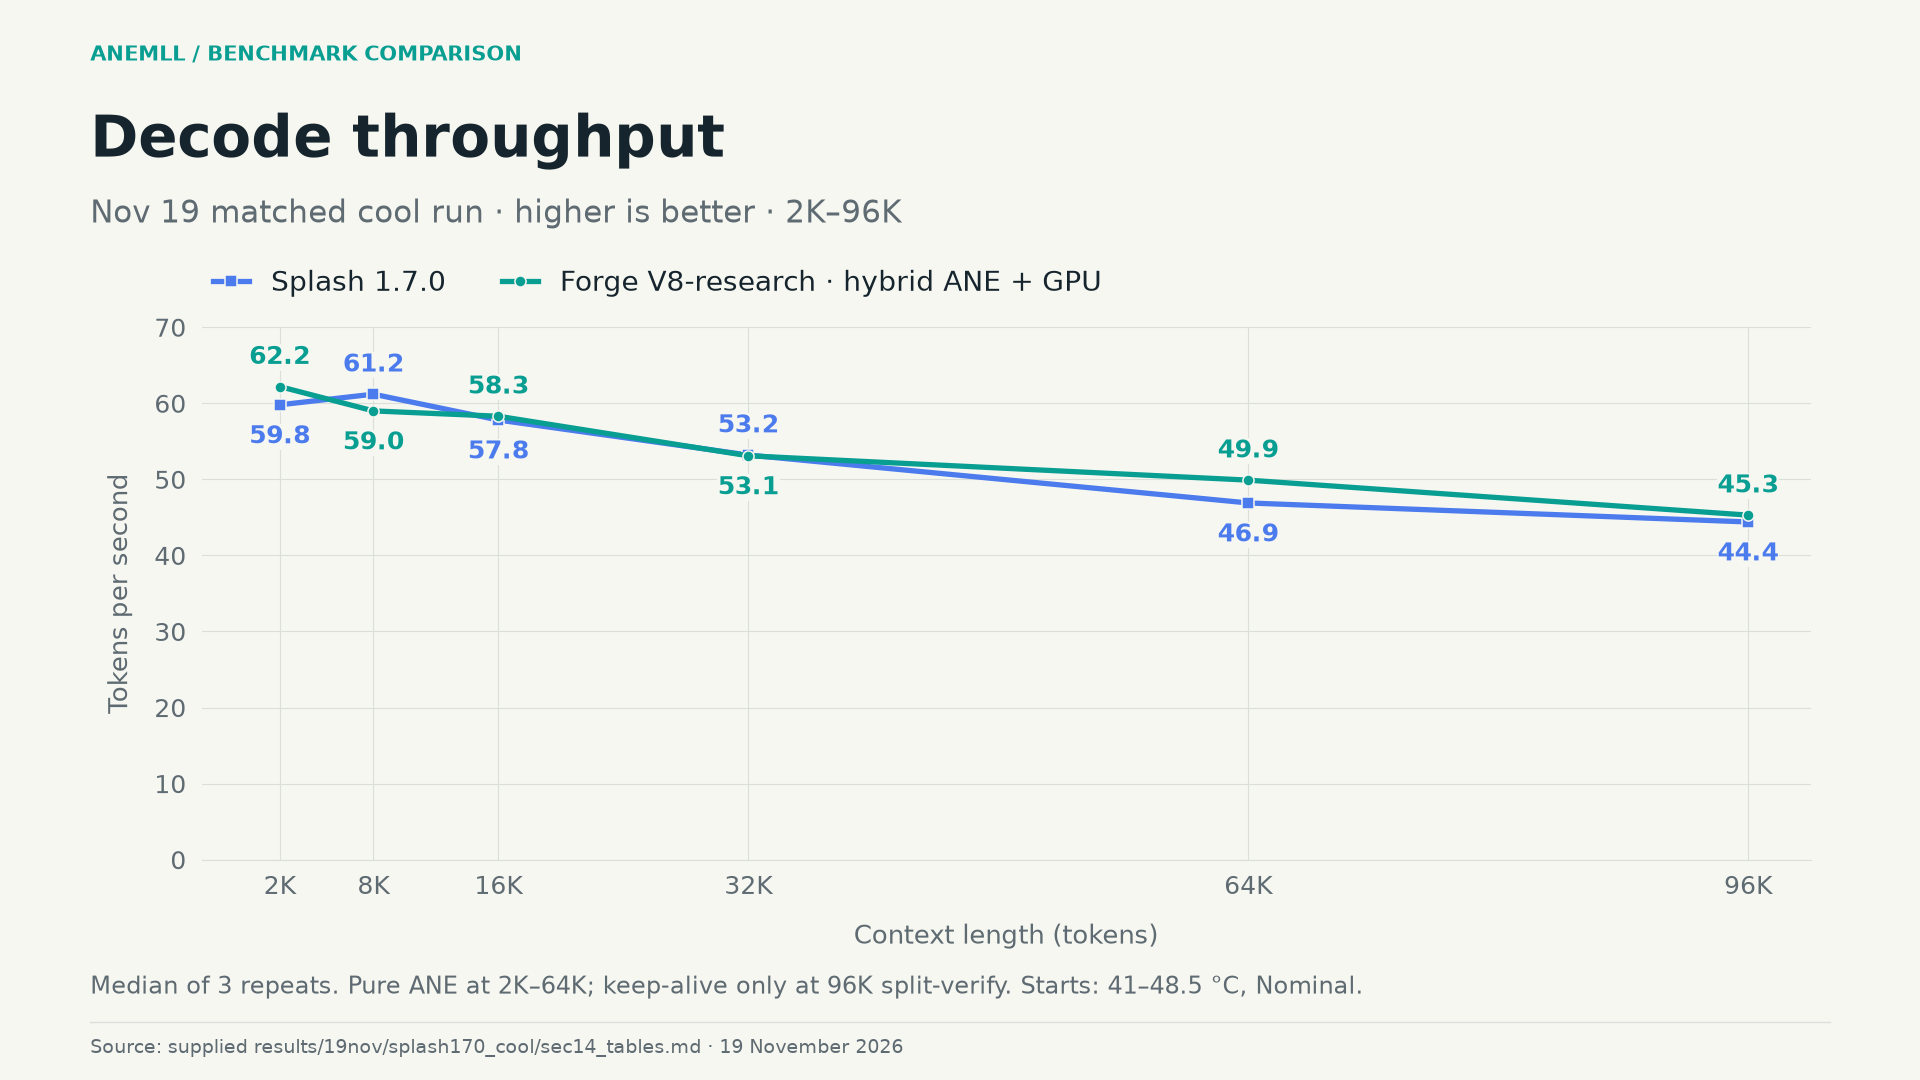 ANEMLL / BENCHMARK COMPARISON
Decode throughput
Nov 19 matched cool run · higher is better · 2K–96K
Splash 1.7.0
Forge V8-research · hybrid ANE + GPU
70
60
50
40
30
20
10
0
Tokens per second
62.2
61.2
58.3
53.2
49.9
45.3
59.8
59.0
57.8
53.1
46.9
44.4
2K
8K
16K
32K
64K
96K
Context length (tokens)
Median of 3 repeats. Pure ANE at 2K–64K; keep-alive only at 96K split-verify. Starts: 41–48.5 °C, Nominal.
Source: supplied results/19nov/splash170_cool/sec14_tables.md · 19 November 2026